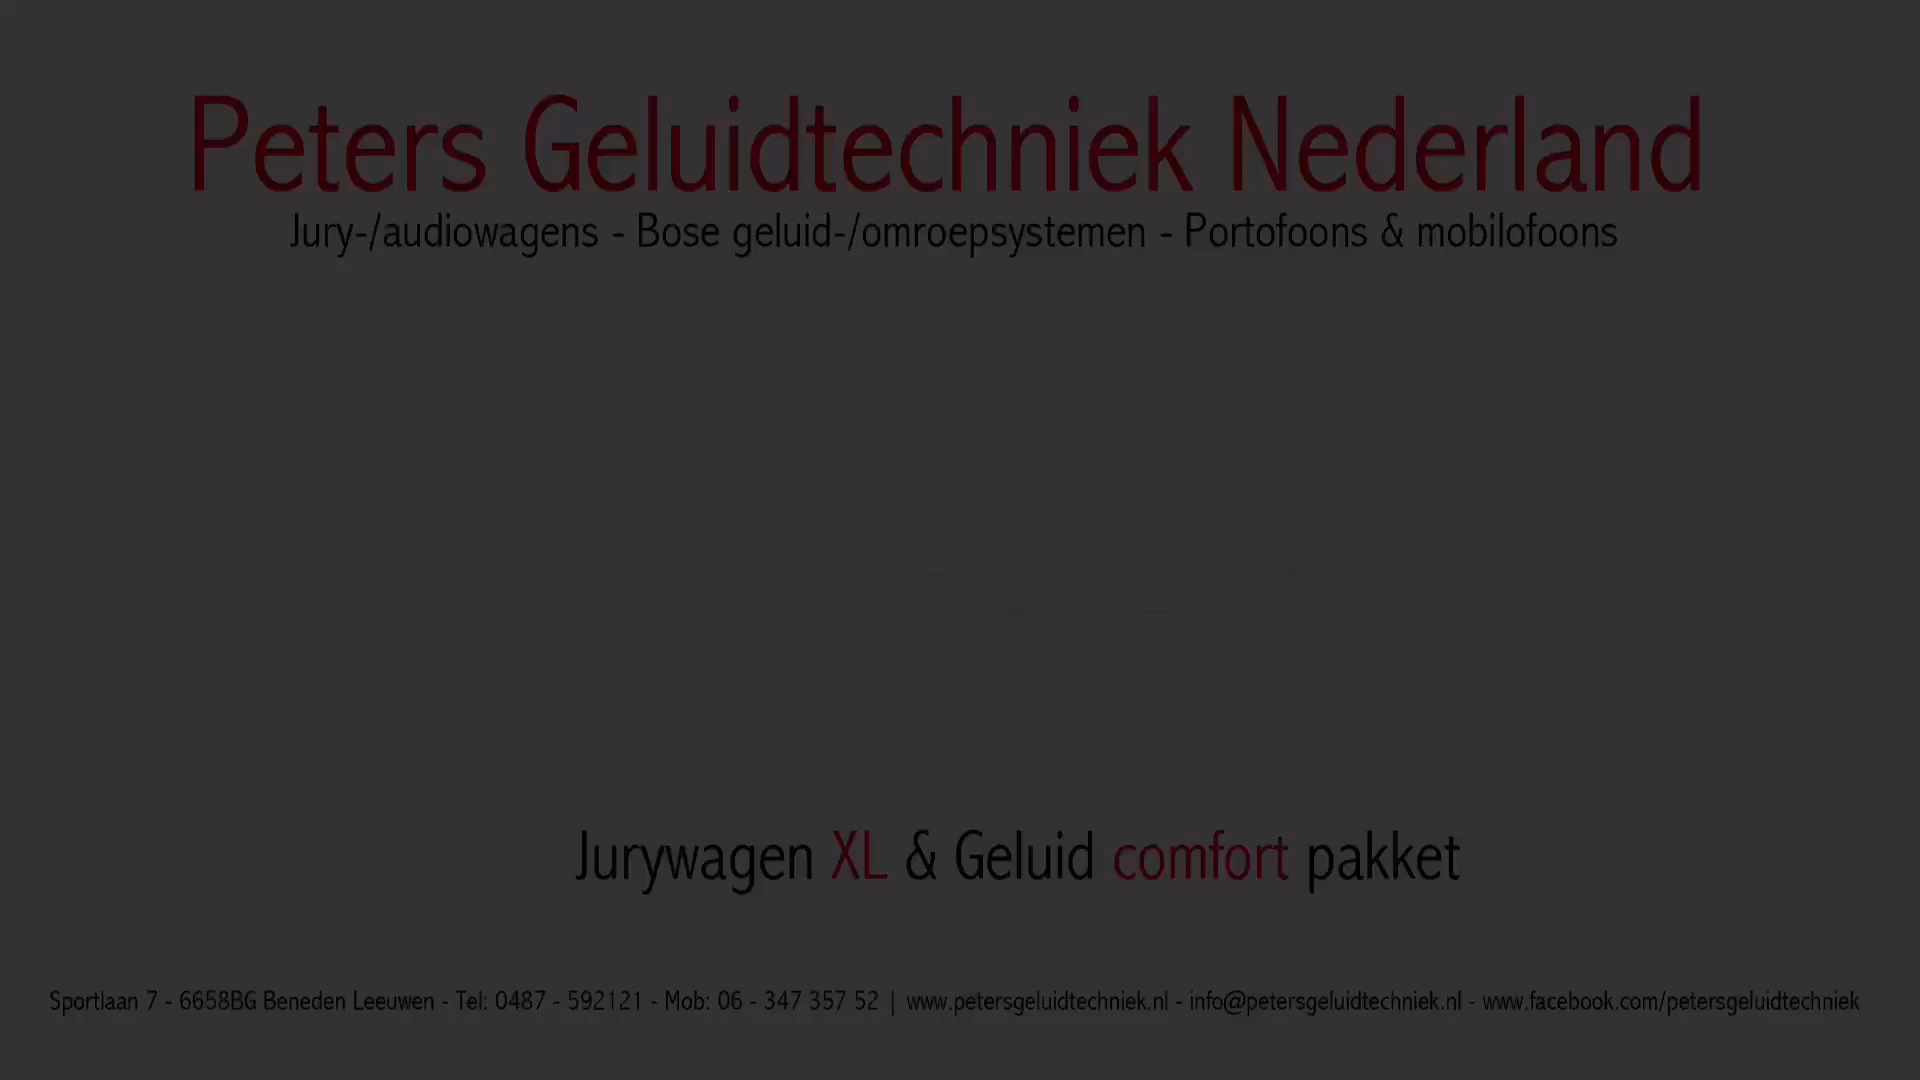 Peters Geluidtechniek Nederland
Jury-/audiowagens - Bose geluid-/omroepsystemen - Portofoons & mobilofoons
Jurywagen XL & Geluid comfort pakket
Sportlaan 7 - 6658BG Beneden Leeuwen - Tel: 0487 - 592121 - Mob: 06 - 347 357 52 | www.petersgeluidtechniek.nl - info@petersgeluidtechniek.nl - www.facebook.com/petersgeluidtechniek